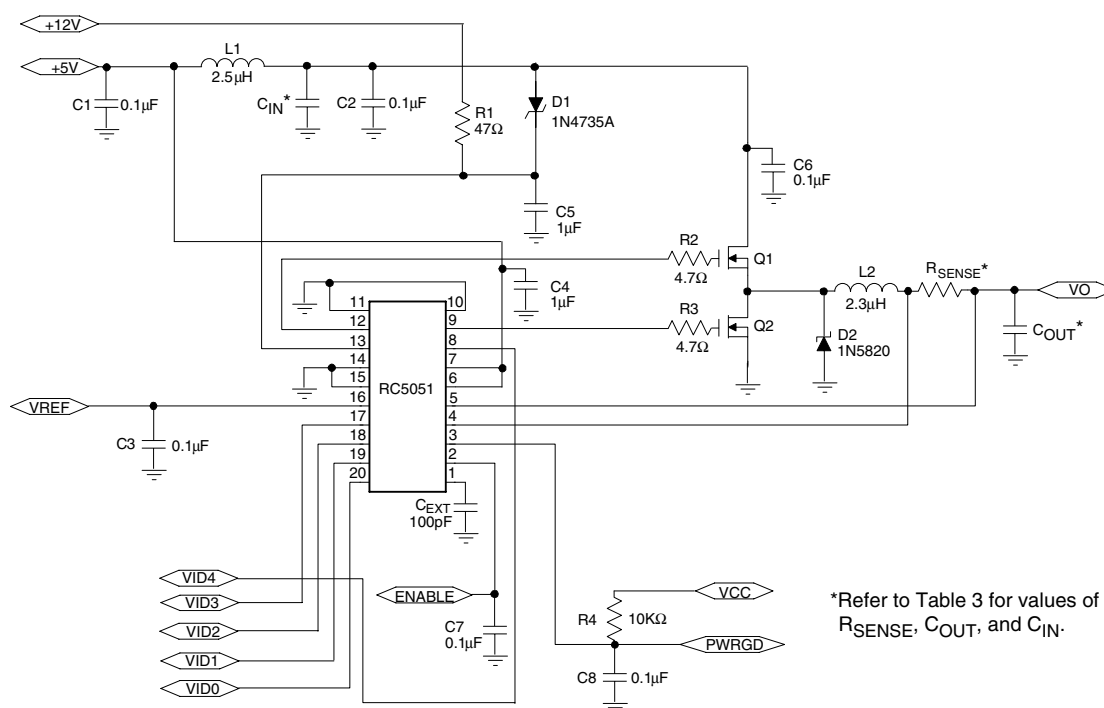 +12V
+5V
L1
2.5µH
C1
0.1µF
CIN*
C2
0.1µF
R1
47Ω
D1
1N4735A
C5
1µF
C6
0.1µF
R2
4.7Ω
Q1
C4
1µF
R3
4.7Ω
Q2
L2
2.3µH
RSENSE*
VO
D2
1N5820
COUT*
11
12
13
14
15
16
17
18
19
20
RC5051
10
9
8
7
6
5
4
3
2
1
VREF
C3
0.1µF
CEXT
100pF
VID4
VID3
VID2
VID1
VID0
ENABLE
C7
0.1µF
VCC
R4
10KΩ
PWRGD
C8
0.1µF
*Refer to Table 3 for values of
RSENSE, COUT, and CIN.